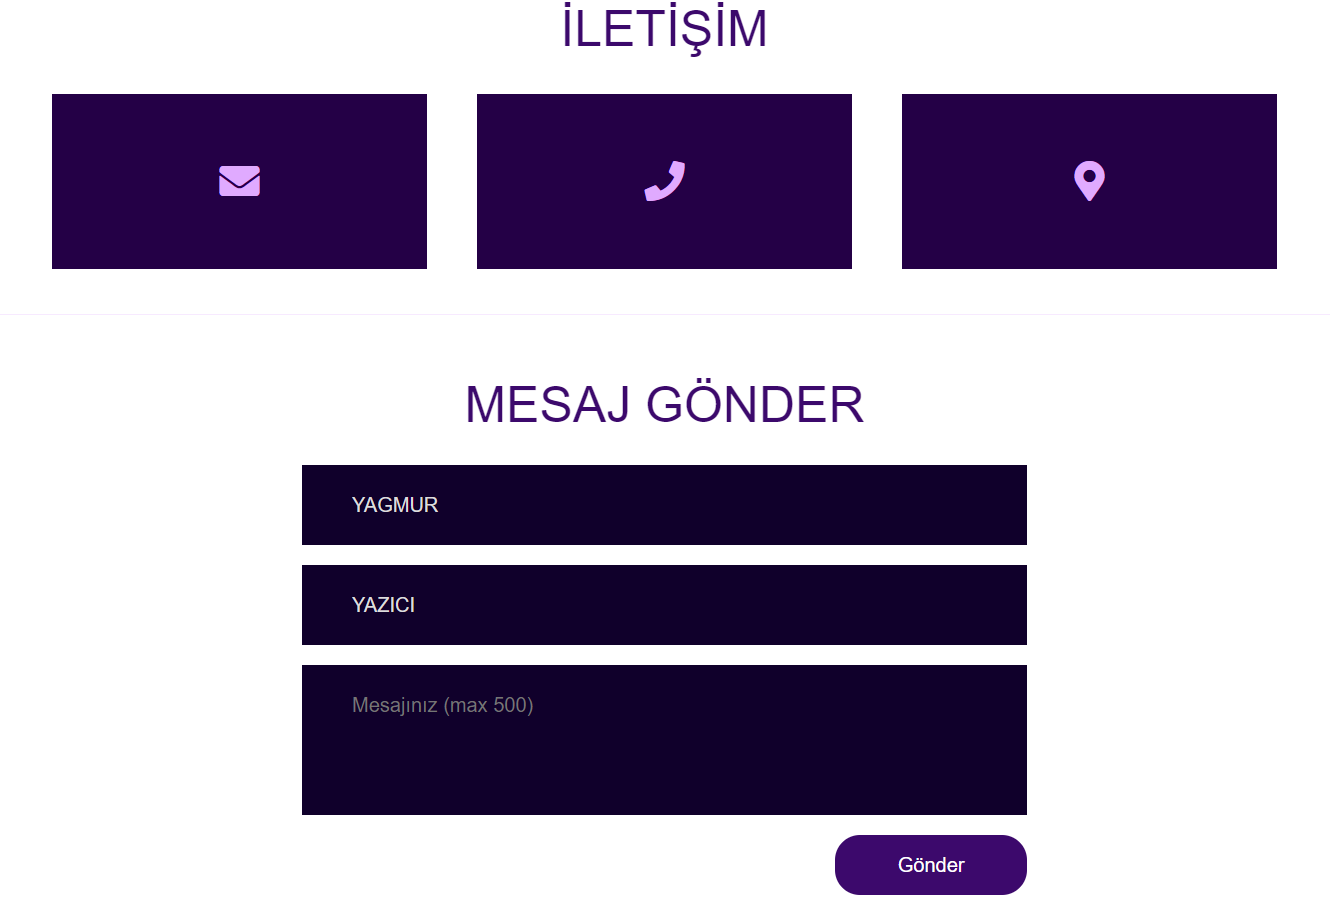 İLETİŞİM
MESAJ GÖNDER
YAGMUR
YAZICI
Mesajınız (max 500)
Gönder